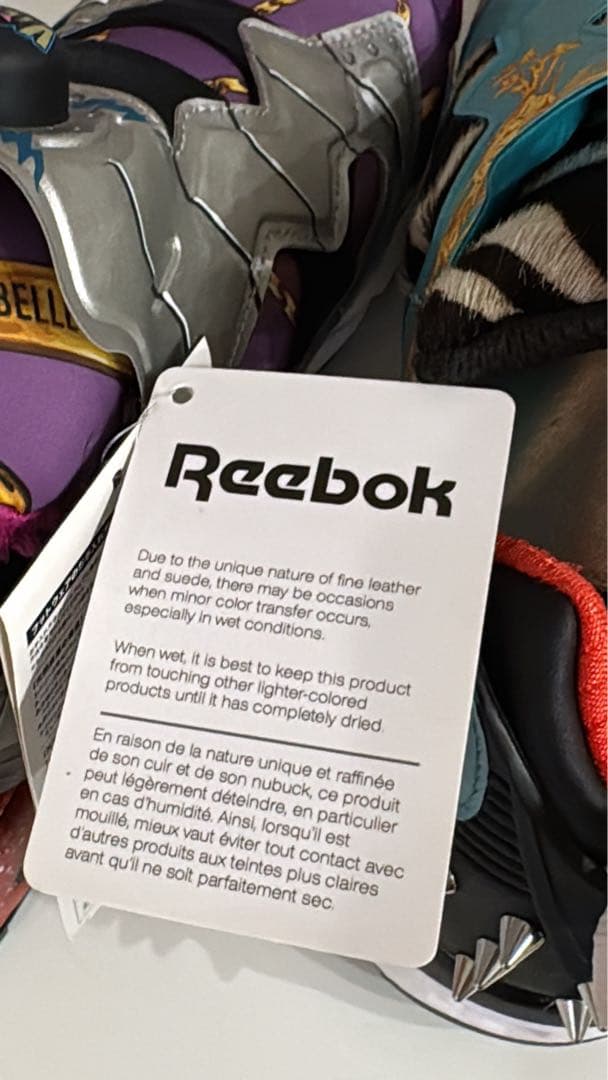 BELL
Reebok
Due to the unique nature of fine leather
and suede, there may be occasions
when minor color transfer occurs,
especially in wet conditions.
When wet, it is best to keep this product
from touching other lighter-colored
products until it has completely dried.
En raison de la nature unique et raffinée
de son cuir et de son nubuck, ce produit
peut légèrement déteindre, en particulier
en cas d'humidité. Ainsi, lorsqu'il est
mouillé, mieux vaut éviter tout contact avec
d'autres produits aux teintes plus claires
avant qu'il ne soit parfaitement sec.